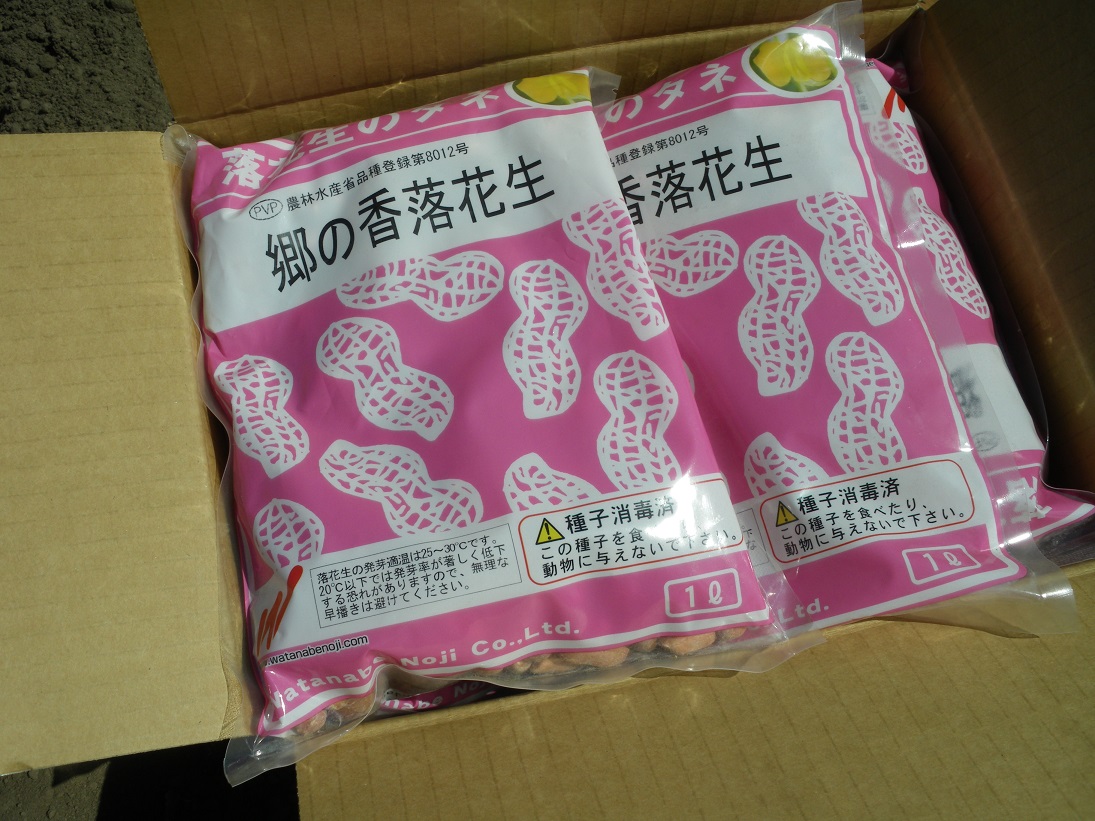 落花生のタネ
PVP 農林水産省品種登録第8012号
郷の香落花生
落花生の発芽適温は25~30℃です。
20℃以下では発芽率が著しく低下
する恐れがありますので、無理な
早播きは避けてください。
種子消毒済
この種子を食
動物に与えないで下さい。
1ℓ
.watanabenoji.com
Watanabe Noji Co.,Ltd.
のタネ
品種登録第8012号
香落花生
種子消毒済
この種子を食べたり、
動物に与えないで下さい。
1ℓ
Ltd.